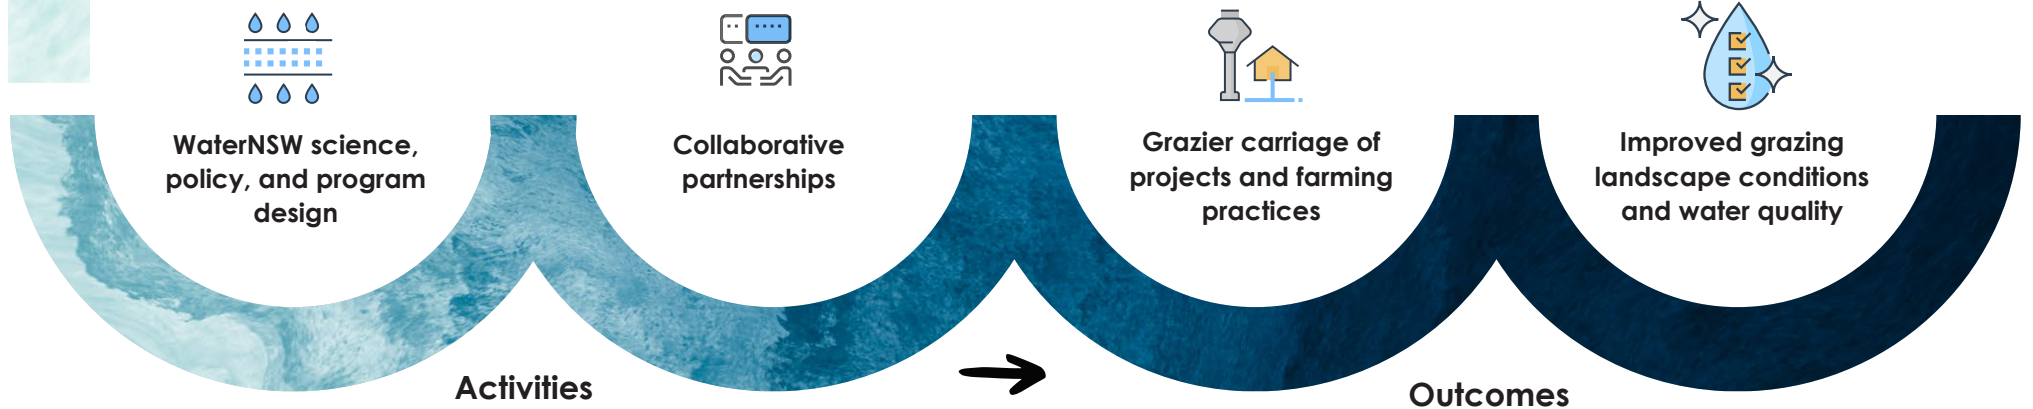 WaterNSW science,
policy, and program
design
Collaborative
partnerships
Grazier carriage of
projects and farming
practices
Improved grazing
landscape conditions
and water quality
Activities
Outcomes